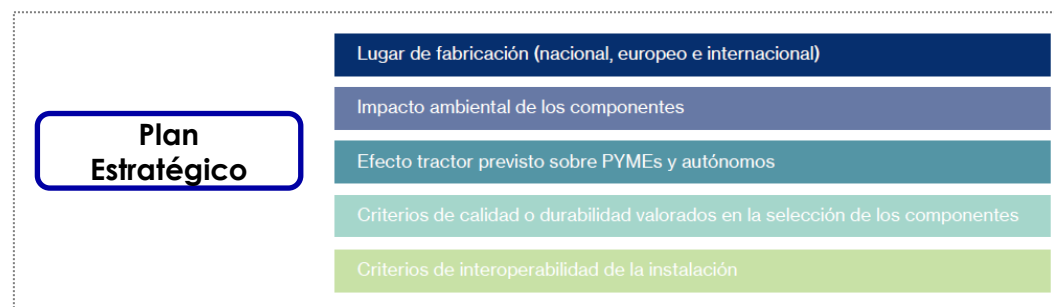 Plan
Estratégico
Lugar de fabricación (nacional, europeo e internacional)
Impacto ambiental de los componentes
Efecto tractor previsto sobre PYMEs y autónomos
Criterios de calidad o durabilidad valorados en la selección de los componentes
Criterios de interoperabilidad de la instalación